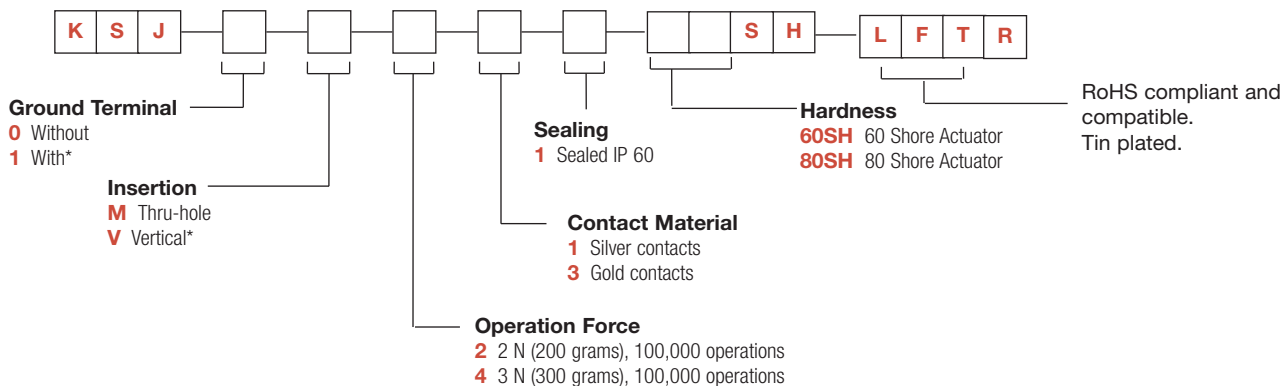 K S J S H L F T R
Ground Terminal
0 Without
1 With*
Insertion
M Thru-hole
V Vertical*
Operation Force
2 2 N (200 grams), 100,000 operations
4 3 N (300 grams), 100,000 operations
Contact Material
1 Silver contacts
3 Gold contacts
Sealing
1 Sealed IP 60
Hardness
60SH 60 Shore Actuator
80SH 80 Shore Actuator
RoHS compliant and
compatible.
Tin plated.